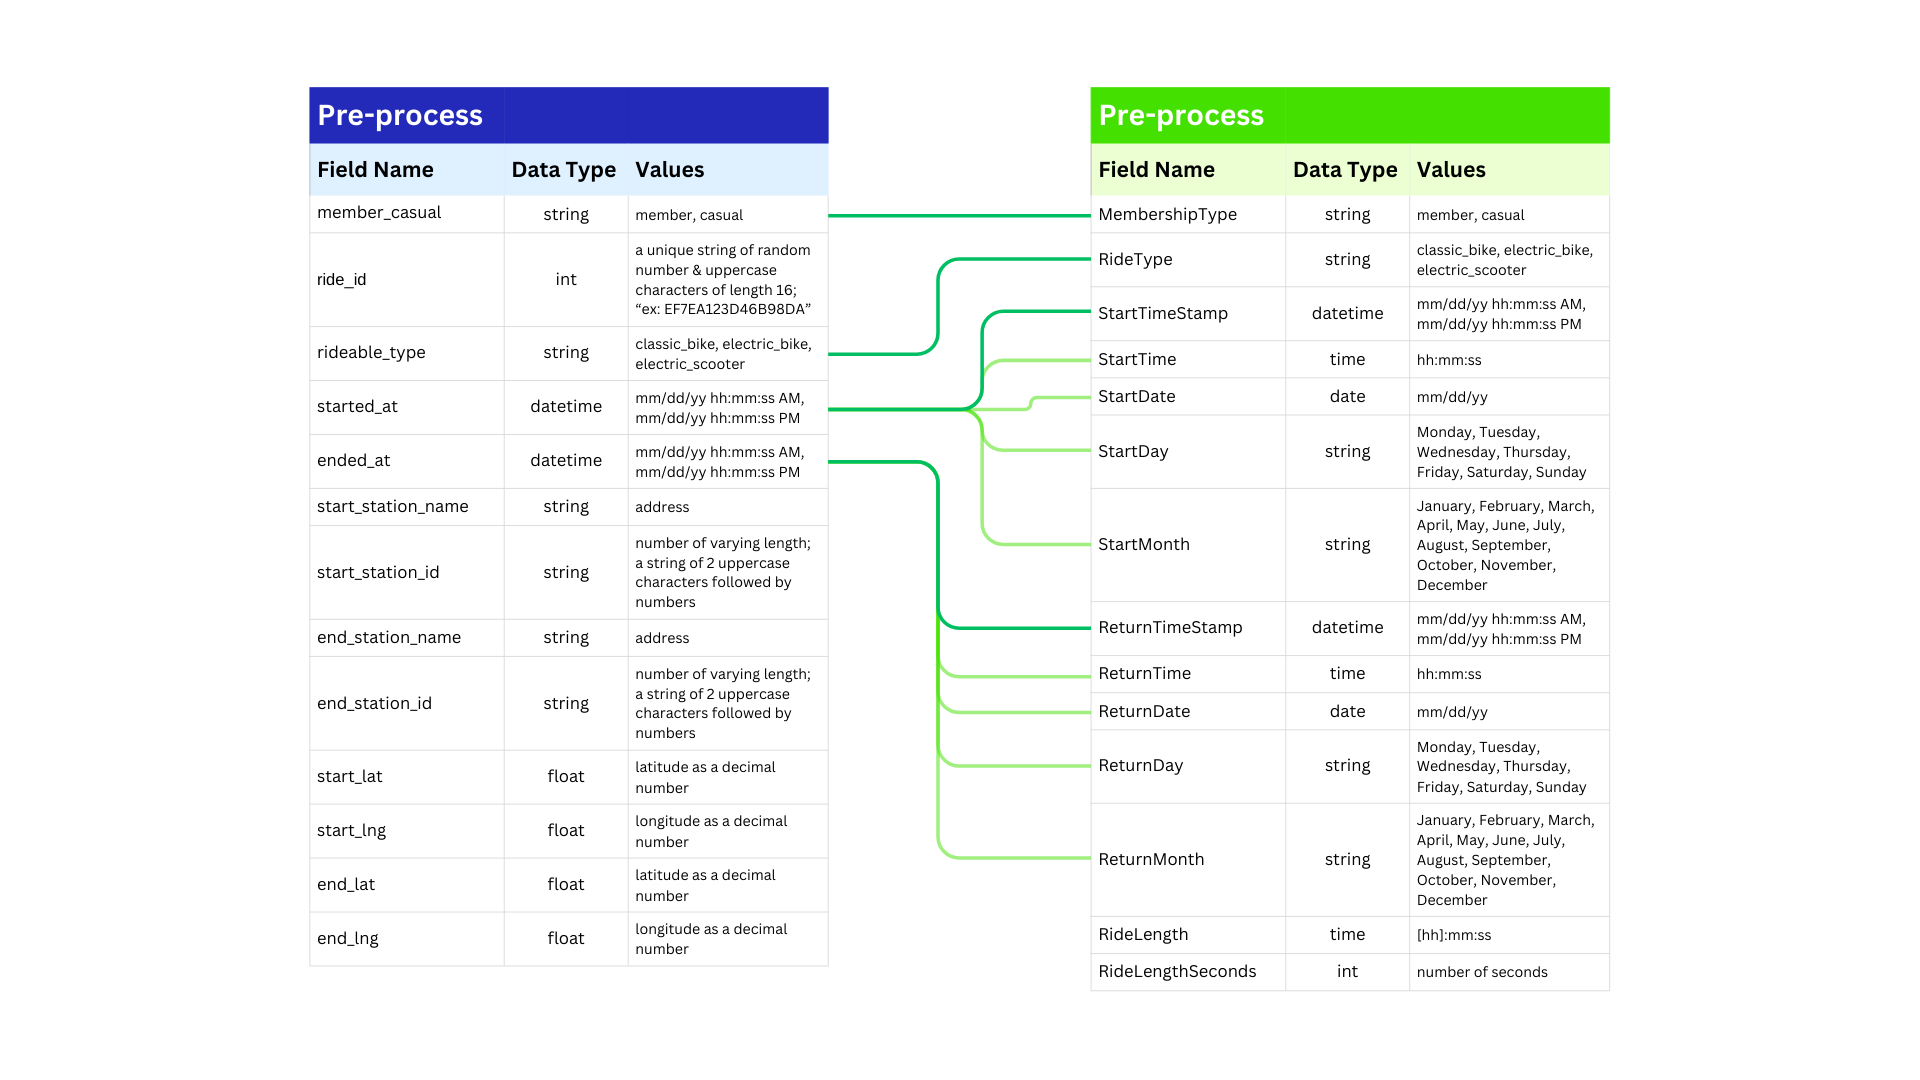 Pre-process
Field Name Data Type Values
member_casual string member, casual
ride_id int a unique string of random
number & uppercase
characters of length 16;
“ex: EF7EA123D46B98DA”
rideable_type string classic_bike, electric_bike,
electric_scooter
started_at datetime mm/dd/yy hh:mm:ss AM,
mm/dd/yy hh:mm:ss PM
ended_at datetime mm/dd/yy hh:mm:ss AM,
mm/dd/yy hh:mm:ss PM
start_station_name string address
start_station_id string number of varying length;
a string of 2 uppercase
characters followed by
numbers
end_station_name string address
end_station_id string number of varying length;
a string of 2 uppercase
characters followed by
numbers
start_lat float latitude as a decimal
number
start_lng float longitude as a decimal
number
end_lat float latitude as a decimal
number
end_lng float longitude as a decimal
number
Pre-process
Field Name Data Type Values
MembershipType string member, casual
RideType string classic_bike, electric_bike,
electric_scooter
StartTimeStamp datetime mm/dd/yy hh:mm:ss AM,
mm/dd/yy hh:mm:ss PM
StartTime time hh:mm:ss
StartDate date mm/dd/yy
StartDay string Monday, Tuesday,
Wednesday, Thursday,
Friday, Saturday, Sunday
StartMonth string January, February, March,
April, May, June, July,
August, September,
October, November,
December
ReturnTimeStamp datetime mm/dd/yy hh:mm:ss AM,
mm/dd/yy hh:mm:ss PM
ReturnTime time hh:mm:ss
ReturnDate date mm/dd/yy
ReturnDay string Monday, Tuesday,
Wednesday, Thursday,
Friday, Saturday, Sunday
ReturnMonth string January, February, March,
April, May, June, July,
August, September,
October, November,
December
RideLength time [hh]:mm:ss
RideLengthSeconds int number of seconds